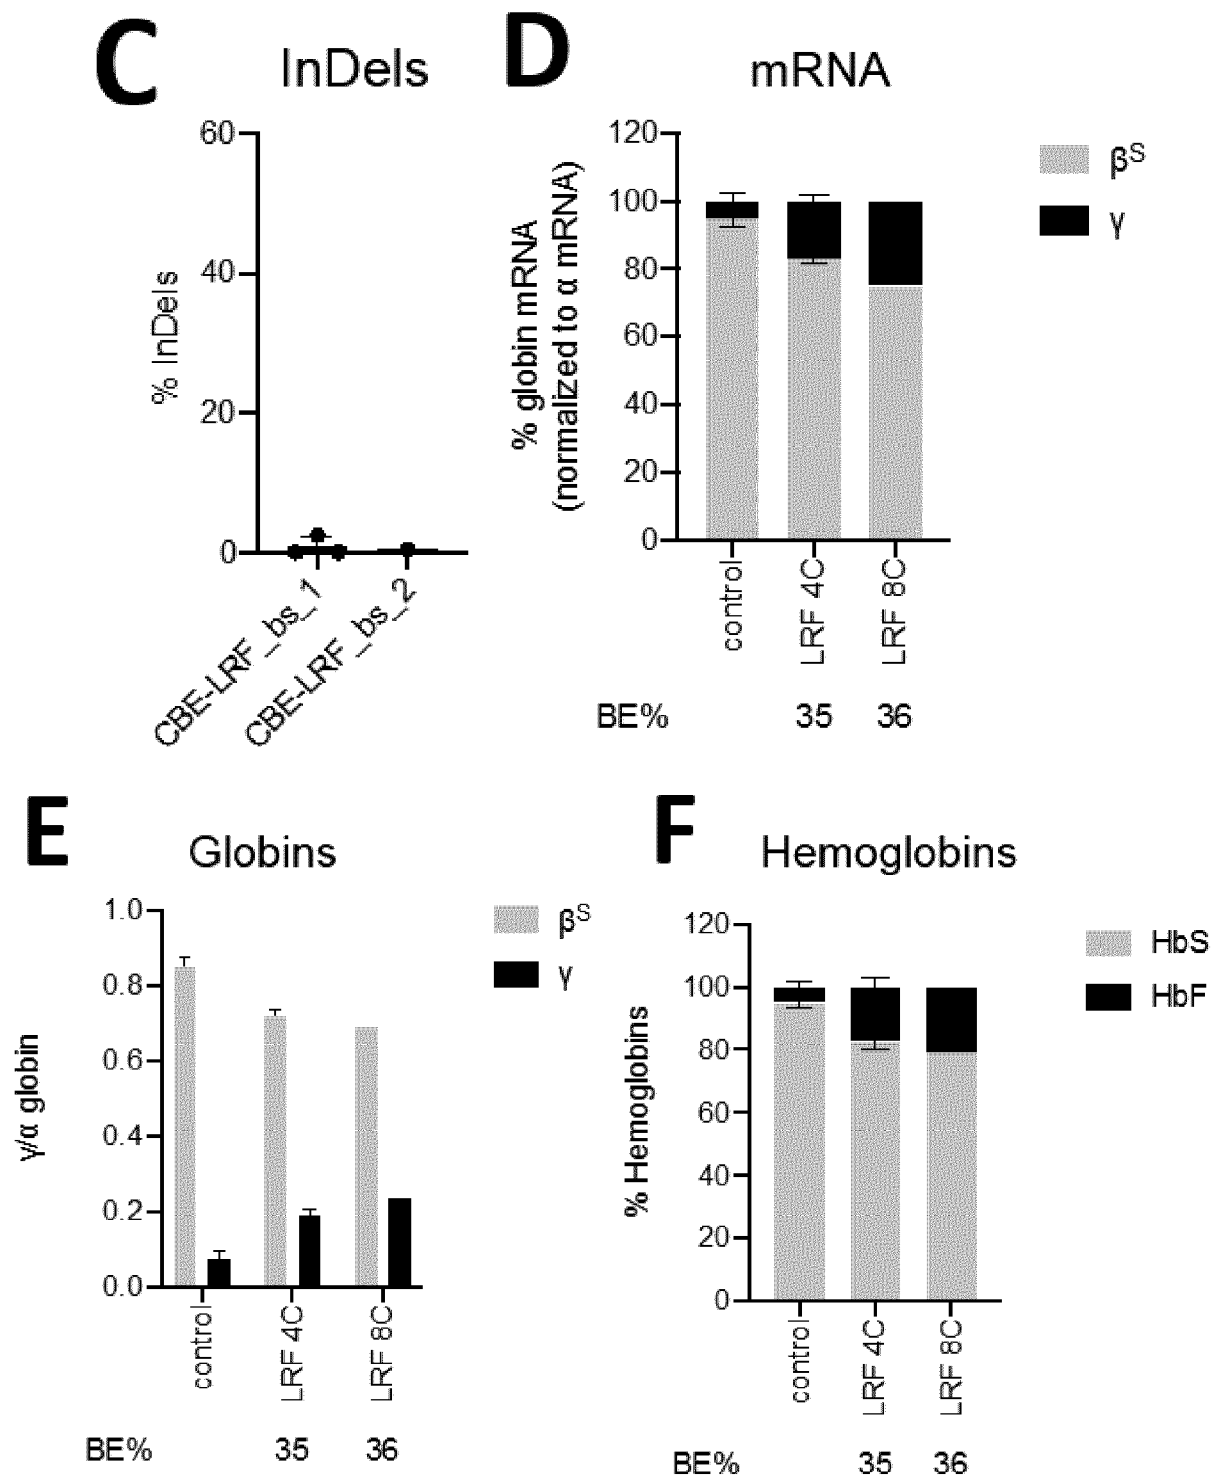 C
InDels
60
40
20
0
% InDels
CBE-LRF_bs_1
CBE-LRF_bs_2
D
mRNA
120
100
80
60
40
20
0
% globin mRNA
(normalized to α mRNA)
βS
γ
control
LRF 4C
LRF 8C
BE% 35 36
E
Globins
1.0
0.8
0.6
0.4
0.2
0.0
γ/α globin
βS
γ
control
LRF 4C
LRF 8C
BE% 35 36
F
Hemoglobins
120
100
80
60
40
20
0
% Hemoglobins
HbS
HbF
control
LRF 4C
LRF 8C
BE% 35 36